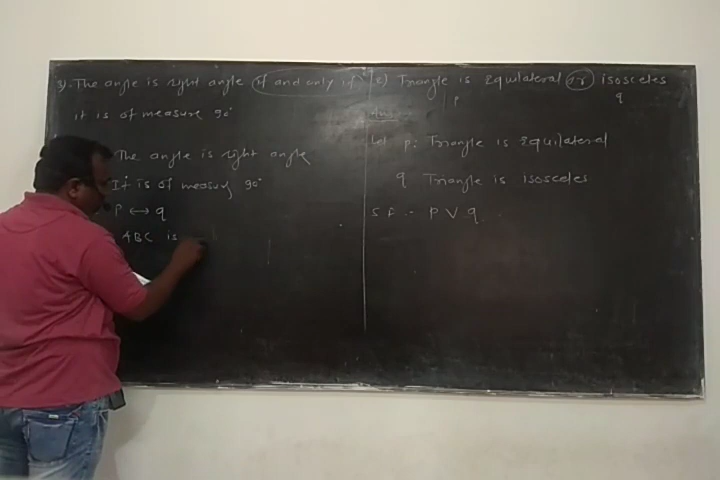 3). The angle is right angle if and only if
it is of measure 90°
The angle is right angle
It is of measure 90°
p ↔ q
ABC is
5) Triangle is Equilateral or isosceles
p q
Let p: Triangle is Equilateral
q Triangle is isosceles
S.F :- p ∨ q